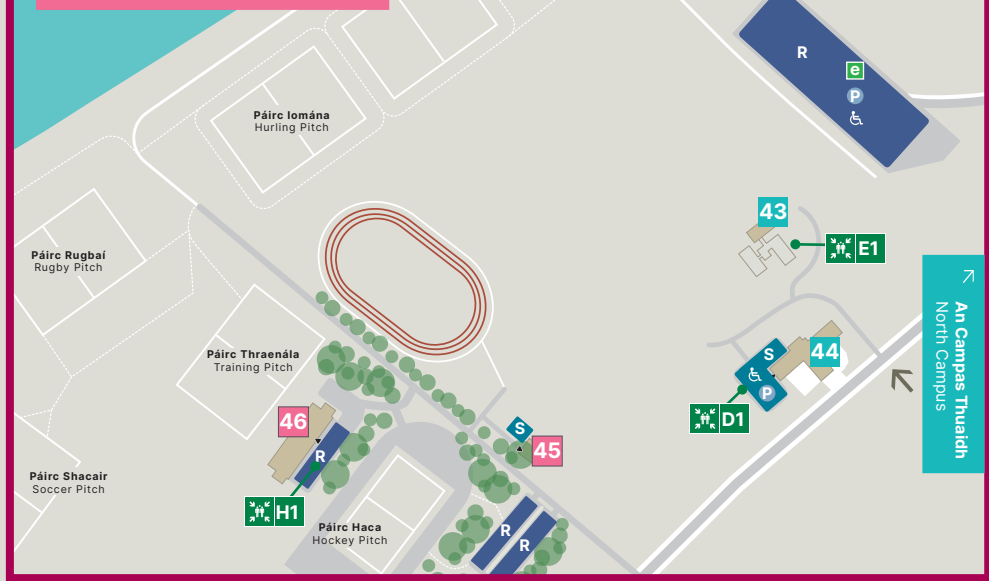 R
e
P
Páirc Iomána
Hurling Pitch
43
E1
Páirc Rugbaí
Rugby Pitch
An Campas Thuaidh
North Campus
Páirc Thraenála
Training Pitch
S
44
P
D1
46
R
S
45
Páirc Shacair
Soccer Pitch
H1
Páirc Haca
Hockey Pitch
R
R